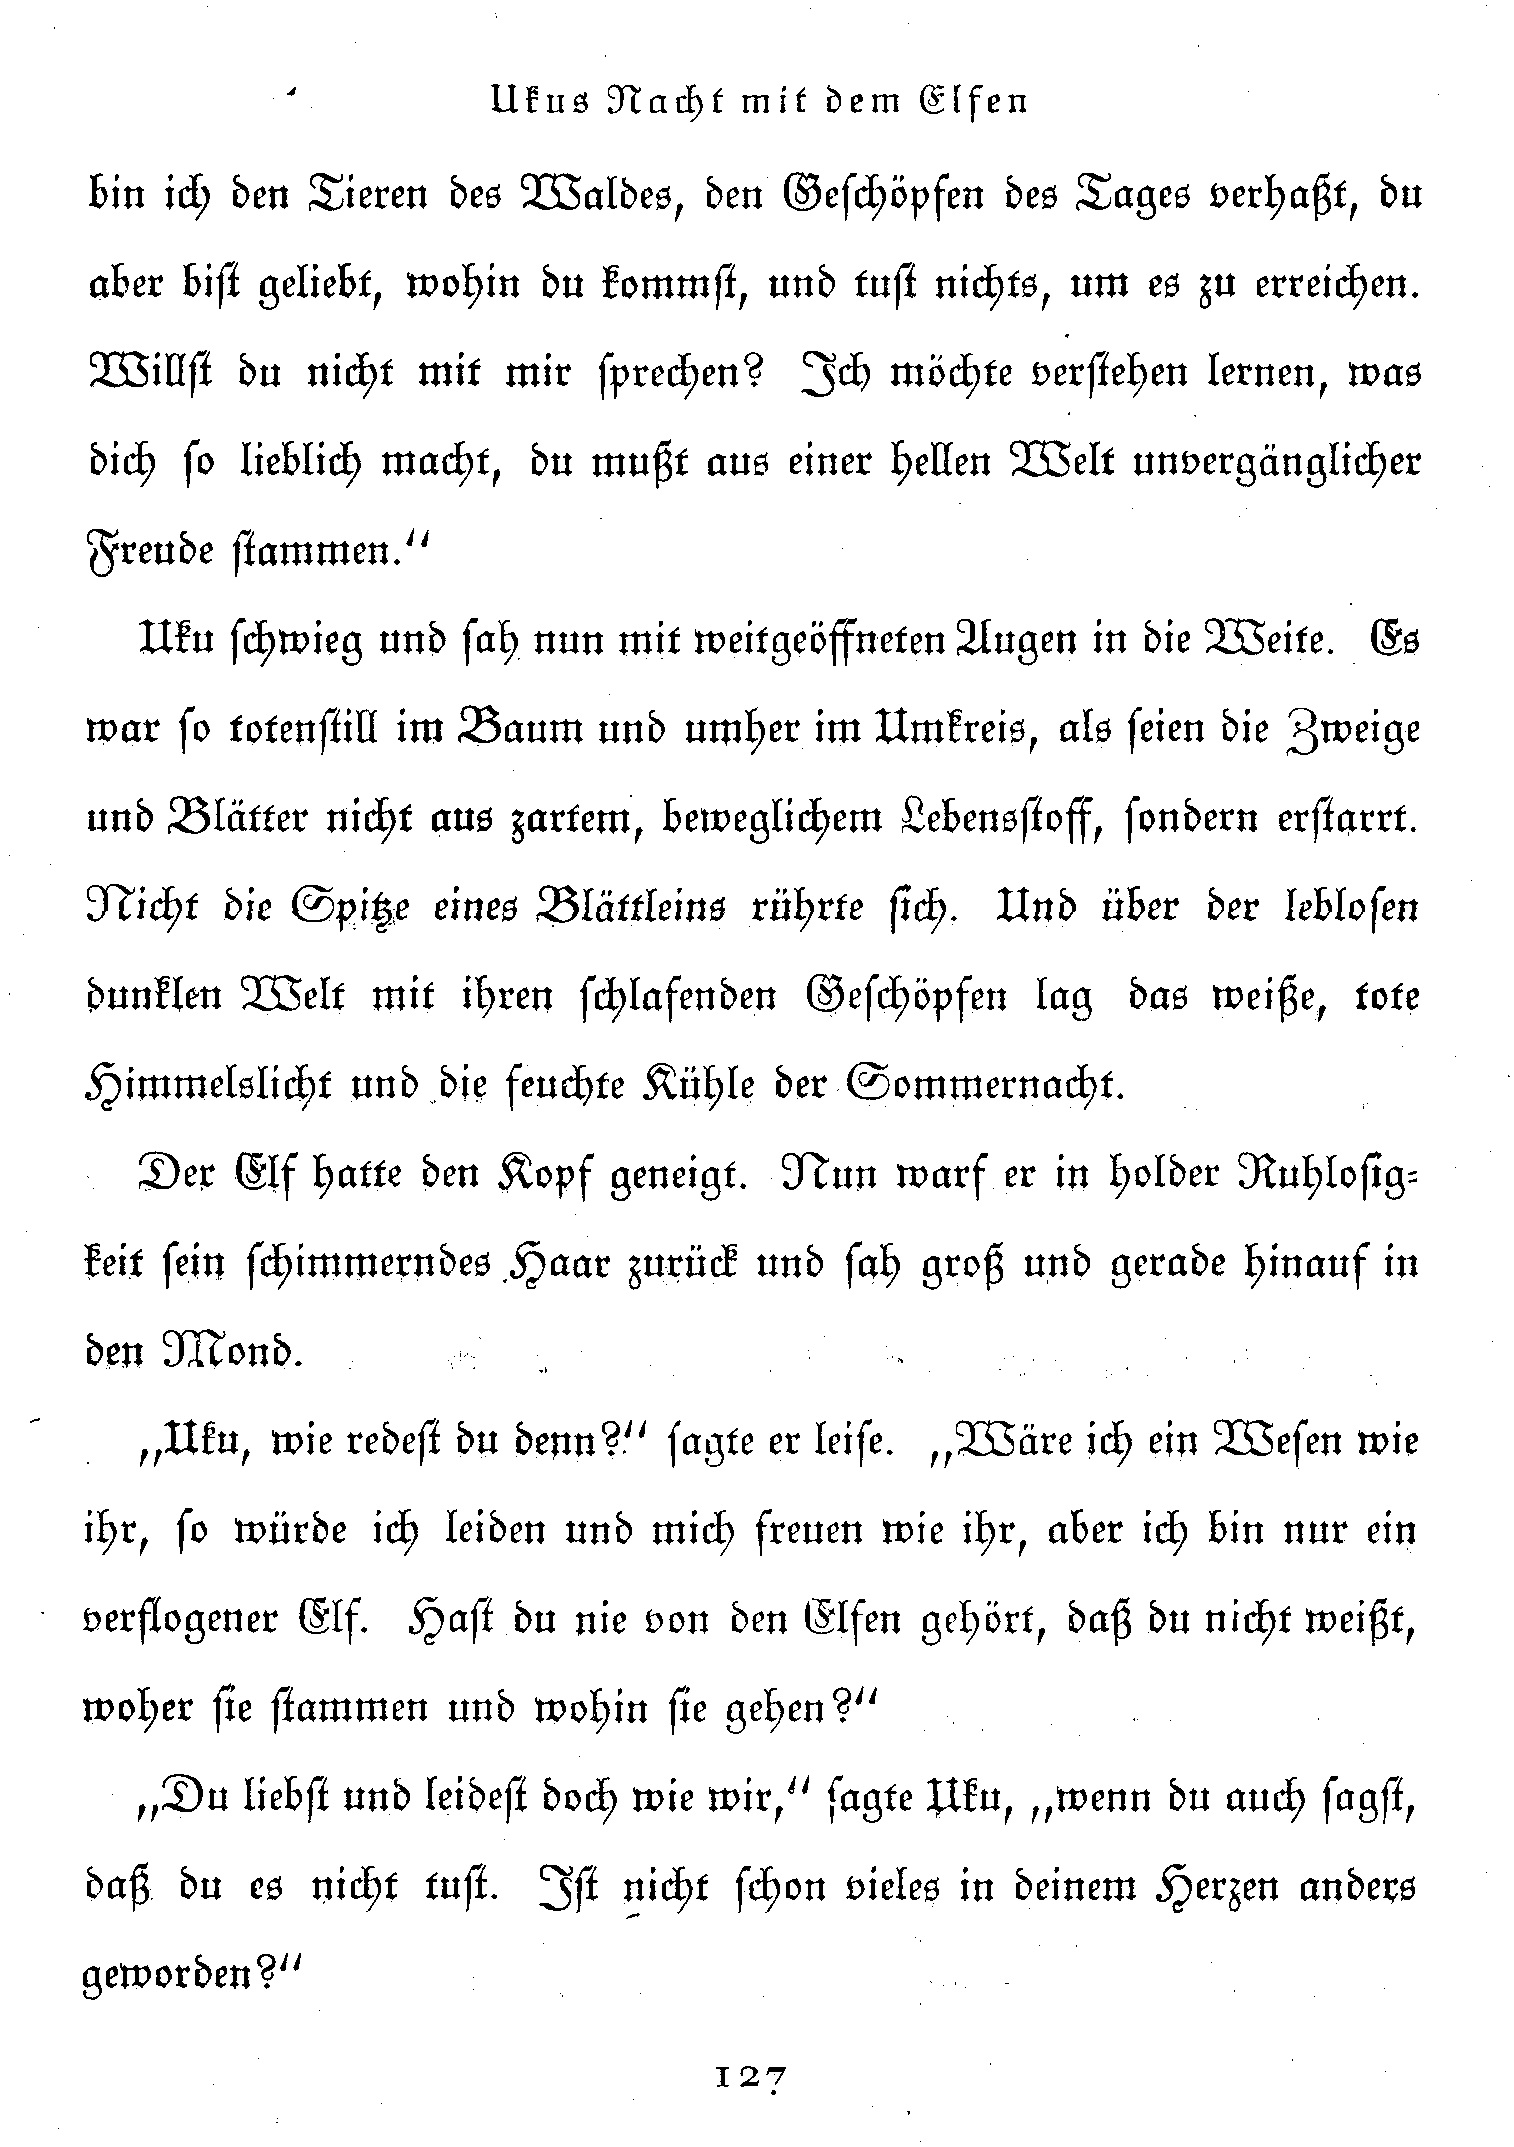 Ukus Nacht mit dem Elfen
bin ich den Tieren des Waldes, den Geschöpfen des Tages verhaßt, du
aber bist geliebt, wohin du kommst, und tust nichts, um es zu erreichen.
Willst du nicht mit mir sprechen? Ich möchte verstehen lernen, was
dich so lieblich macht, du mußt aus einer hellen Welt unvergänglicher
Freude stammen.“
Uku schwieg und sah nun mit weitgeöffneten Augen in die Weite. Es
war so totenstill im Baum und umher im Umkreis, als seien die Zweige
und Blätter nicht aus zartem, beweglichem Lebensstoff, sondern erstarrt.
Nicht die Spitze eines Blättleins rührte sich. Und über der leblosen
dunklen Welt mit ihren schlafenden Geschöpfen lag das weiße, tote
Himmelslicht und die feuchte Kühle der Sommernacht.
Der Elf hatte den Kopf geneigt. Nun warf er in holder Ruhlosig-
keit sein schimmerndes Haar zurück und sah groß und gerade hinauf in
den Mond.
„Uku, wie redest du denn?“ sagte er leise. „Wäre ich ein Wesen wie
ihr, so würde ich leiden und mich freuen wie ihr, aber ich bin nur ein
verflogener Elf. Hast du nie von den Elfen gehört, daß du nicht weißt,
woher sie stammen und wohin sie gehen?“
„Du liebst und leidest doch wie wir,“ sagte Uku, „wenn du auch sagst,
daß du es nicht tust. Ist nicht schon vieles in deinem Herzen anders
geworden?“
127